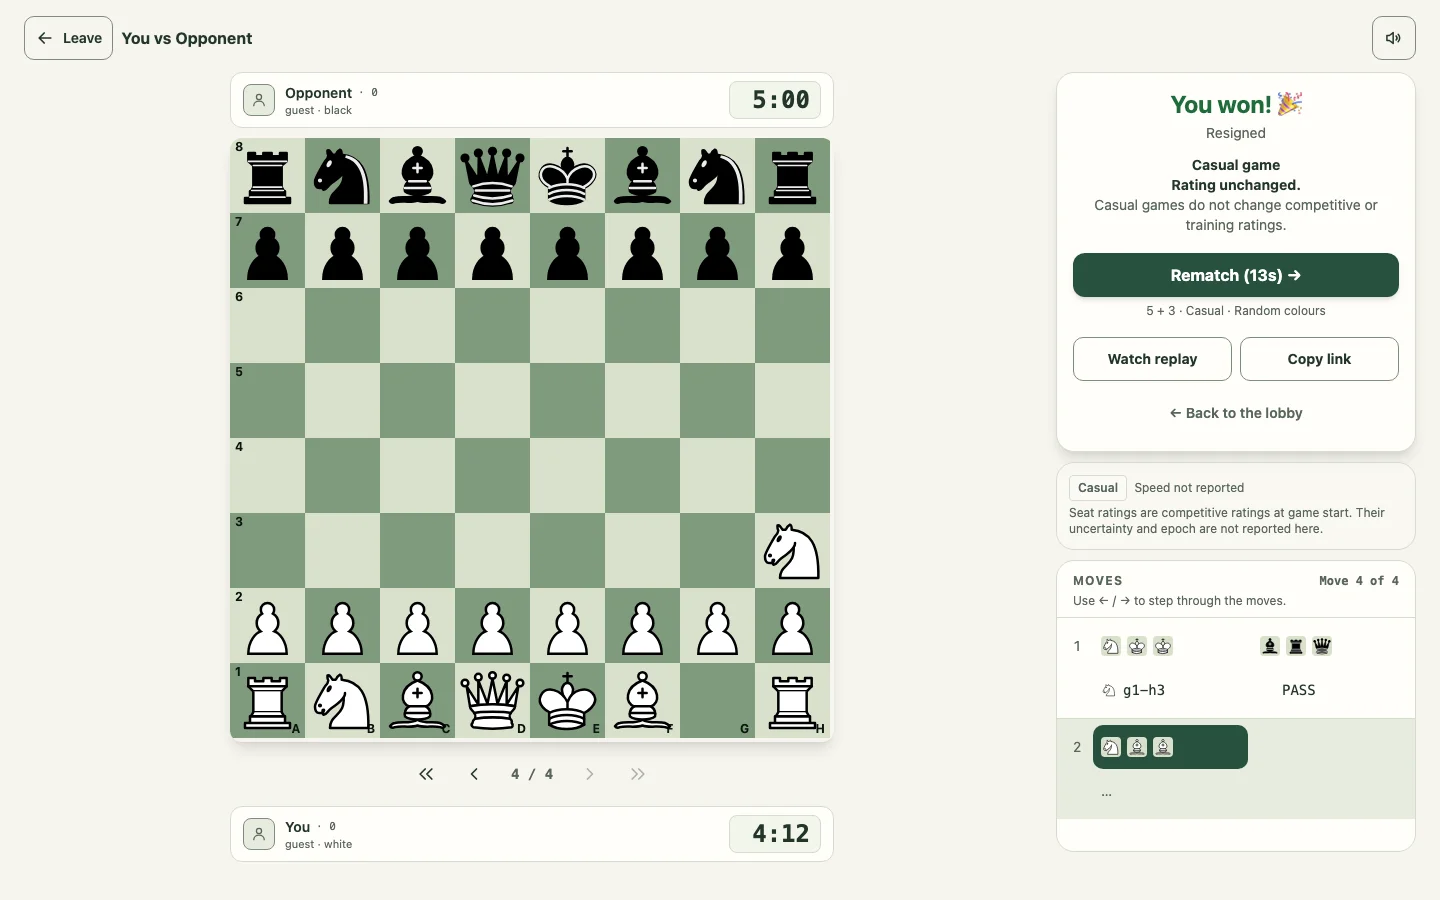 Leave
You vs Opponent
Opponent · 0
guest · black
5:00
8
7
6
5
4
3
2
1
A B C D E F G H
4 / 4
You · 0
guest · white
4:12
You won! 🎉
Resigned
Casual game
Rating unchanged.
Casual games do not change competitive or
training ratings.
Rematch (13s) →
5 + 3 · Casual · Random colours
Watch replay
Copy link
← Back to the lobby
Casual Speed not reported
Seat ratings are competitive ratings at game start. Their
uncertainty and epoch are not reported here.
MOVES Move 4 of 4
Use ← / → to step through the moves.
1
♘ g1–h3 PASS
2
…